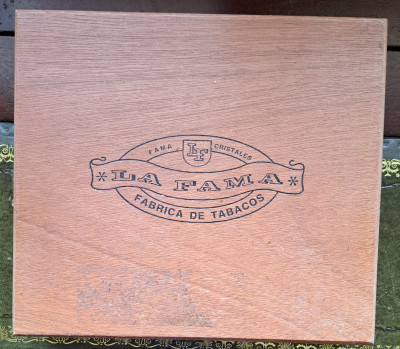 FAMA CRISTALES
LF
* LA FAMA *
FABRICA DE TABACOS